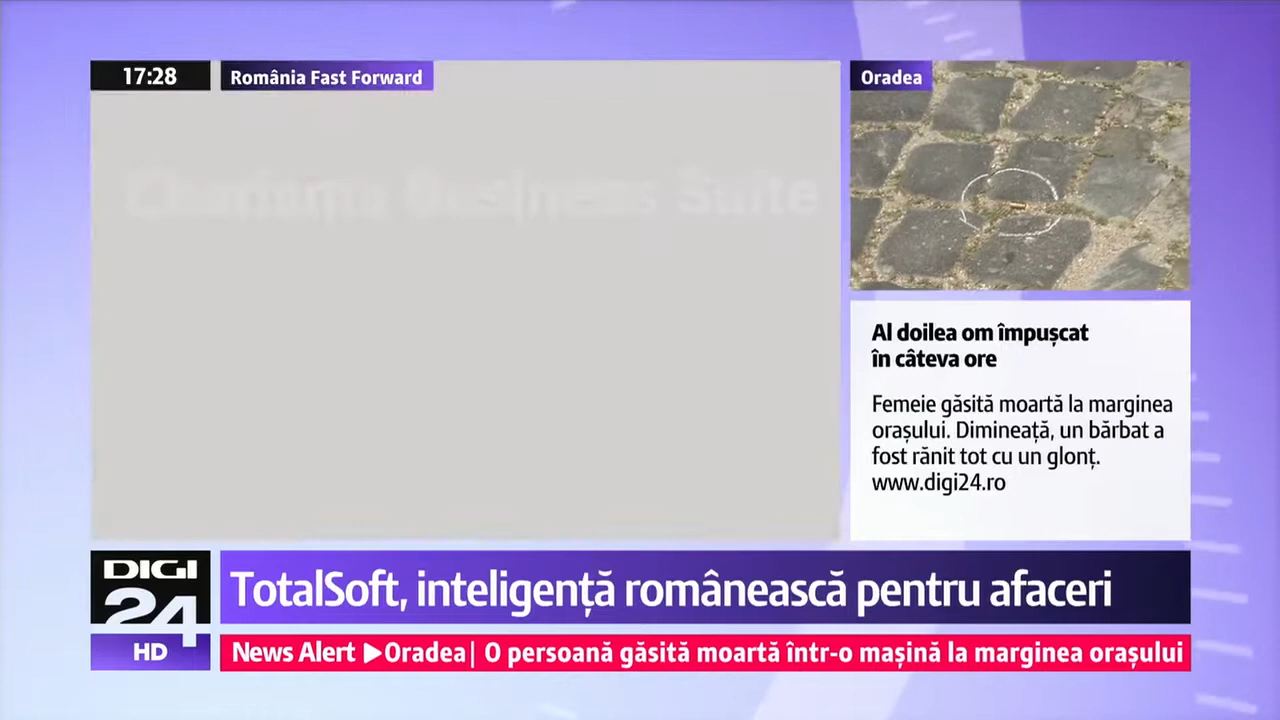 17:28
România Fast Forward
Oradea
Business Suite
Al doilea om împușcat
în câteva ore
Femeie găsită moartă la marginea
orașului. Dimineață, un bărbat a
fost rănit tot cu un glonț.
www.digi24.ro
DIGI
24
HD
TotalSoft, inteligență românească pentru afaceri
News Alert ▶Oradea| O persoană găsită moartă într-o mașină la marginea orașului